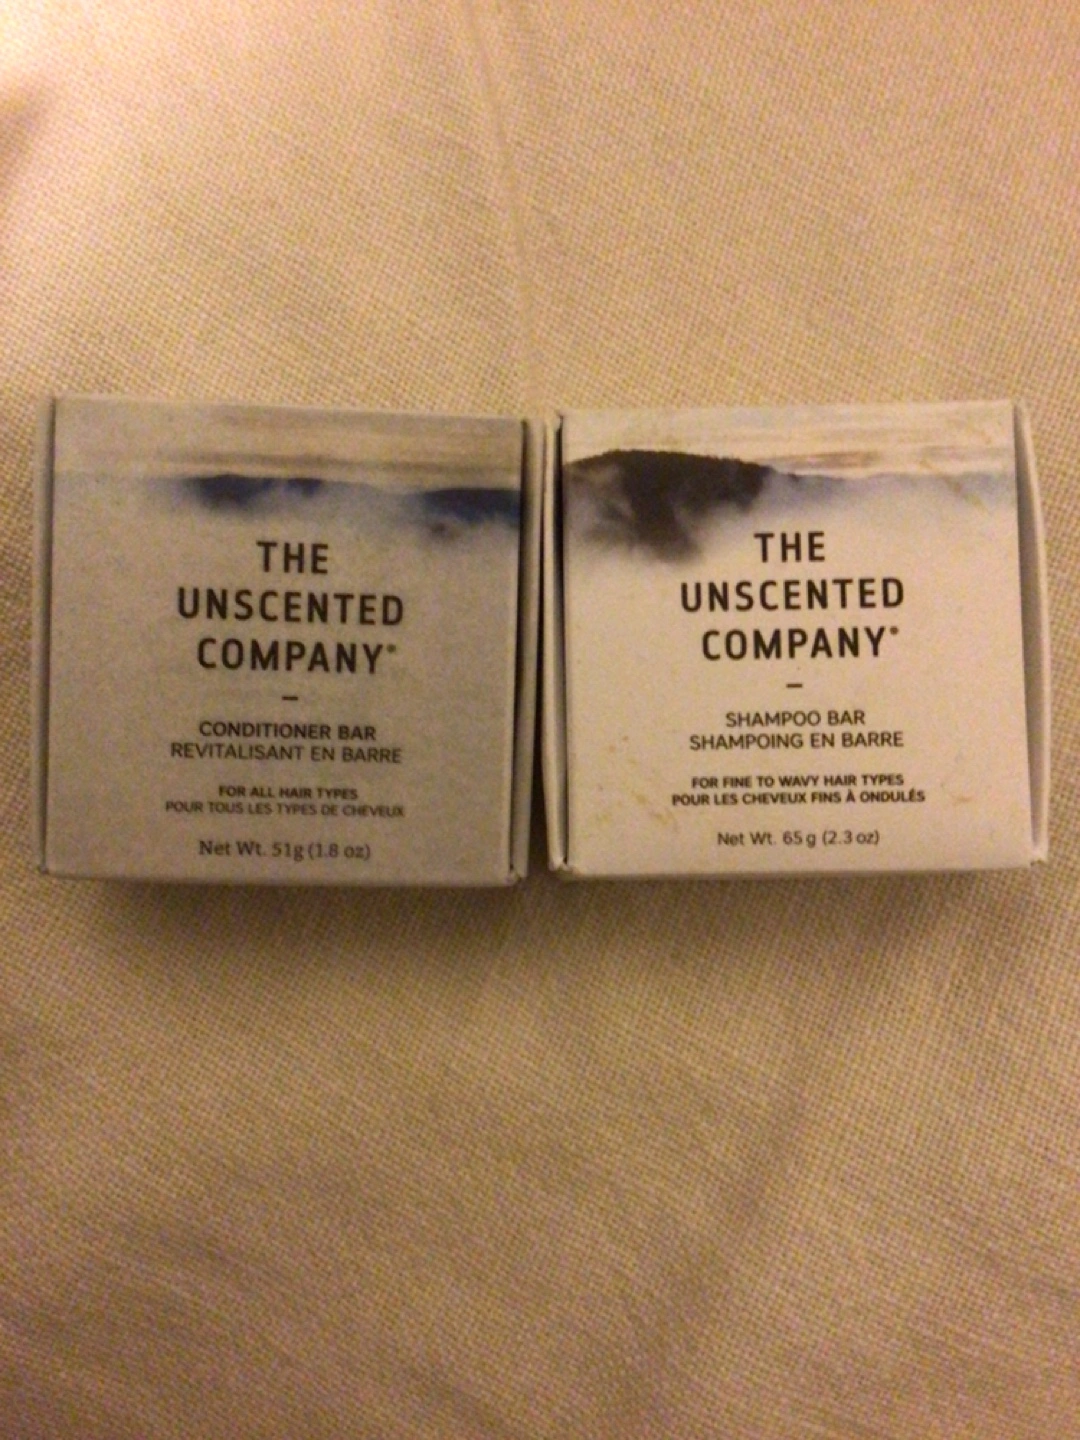 THE
UNSCENTED
COMPANY®
–
CONDITIONER BAR
REVITALISANT EN BARRE
FOR ALL HAIR TYPES
POUR TOUS LES TYPES DE CHEVEUX
Net Wt. 51g (1.8 oz)
THE
UNSCENTED
COMPANY®
–
SHAMPOO BAR
SHAMPOING EN BARRE
FOR FINE TO WAVY HAIR TYPES
POUR LES CHEVEUX FINS À ONDULÉS
Net Wt. 65 g (2.3 oz)